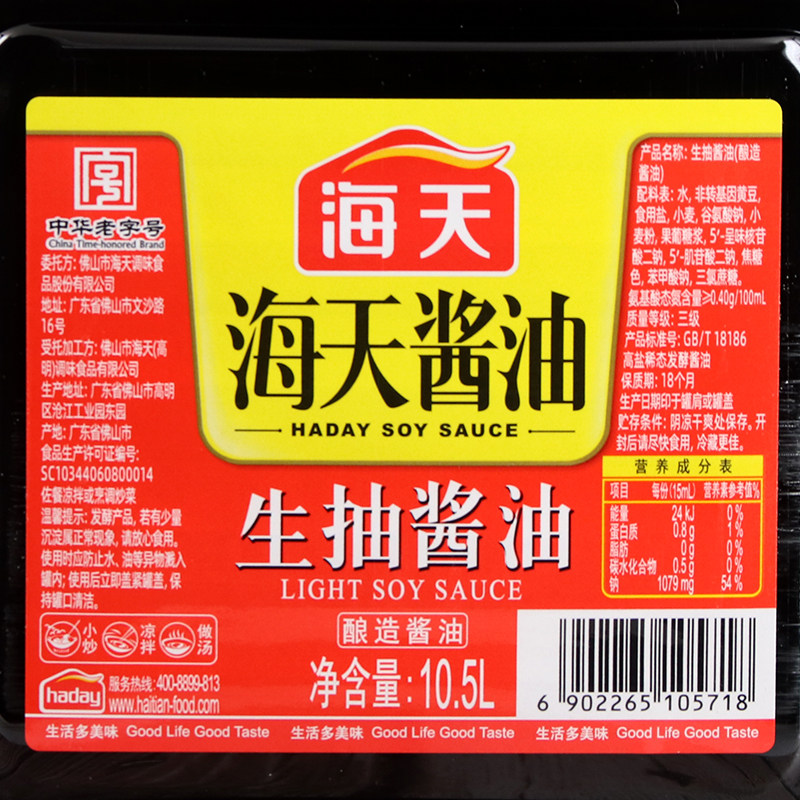 字号
中华老字号
China Time-honored Brand
委托方: 佛山市海天调味食
品股份有限公司
地址: 广东省佛山市文沙路
16号
受托加工方: 佛山市海天(高
明)调味食品有限公司
生产地址: 广东省佛山市高明
区沧江工业园东园
产地: 广东省佛山市
食品生产许可证编号:
SC10344060800014
佐餐凉拌或烹调炒菜
温馨提示: 发酵产品, 若有少量
沉淀属正常现象, 请放心食用。
使用时应防止水、油等异物溅入
罐内; 使用后立即盖紧罐盖, 保
持罐口清洁。
小炒
凉拌
做汤
haday
服务热线: 400-8899-813
www.haitian-food.com
海天
海天酱油
HADAY SOY SAUCE
生抽酱油
LIGHT SOY SAUCE
酿造酱油
净含量: 10.5L
产品名称: 生抽酱油(酿造
酱油)
配料表: 水, 非转基因黄豆,
食用盐, 小麦, 谷氨酸钠, 小
麦粉, 果葡糖浆, 5′-呈味核苷
酸二钠, 5′-肌苷酸二钠, 焦糖
色, 苯甲酸钠, 三氯蔗糖。
氨基酸态氮含量≥0.40g/100mL
质量等级: 三级
产品标准号: GB/T 18186
高盐稀态发酵酱油
保质期: 18个月
生产日期印于罐肩或罐盖
贮存条件: 阴凉干爽处保存。开
封后请尽快食用, 冷藏更佳。
营养成分表
项目 每份(15mL) 营养素参考值%
能量 24 kJ 0 %
蛋白质 0.8 g 1 %
脂肪 0 g 0 %
碳水化合物 0.5 g 0 %
钠 1079 mg 54 %
6 902265 105718
生活多美味 Good Life Good Taste 生活多美味 Good Life Good Taste 生活多美味 Good Life Good Taste